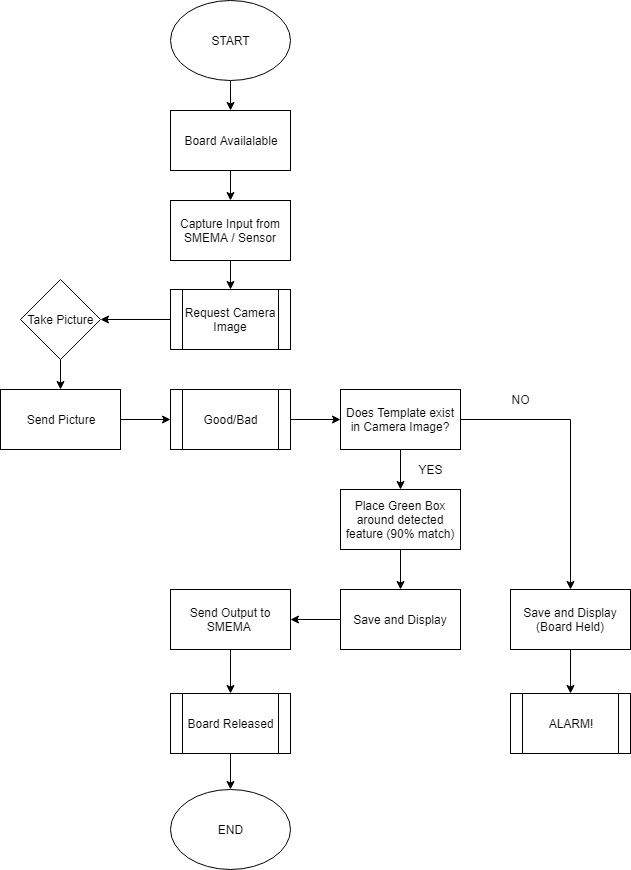 START
Board Availalable
Capture Input from
SMEMA / Sensor
Request Camera
Image
Take Picture
Send Picture
Good/Bad
Does Template exist
in Camera Image?
NO
YES
Place Green Box
around detected
feature (90% match)
Send Output to
SMEMA
Save and Display
Save and Display
(Board Held)
Board Released
ALARM!
END